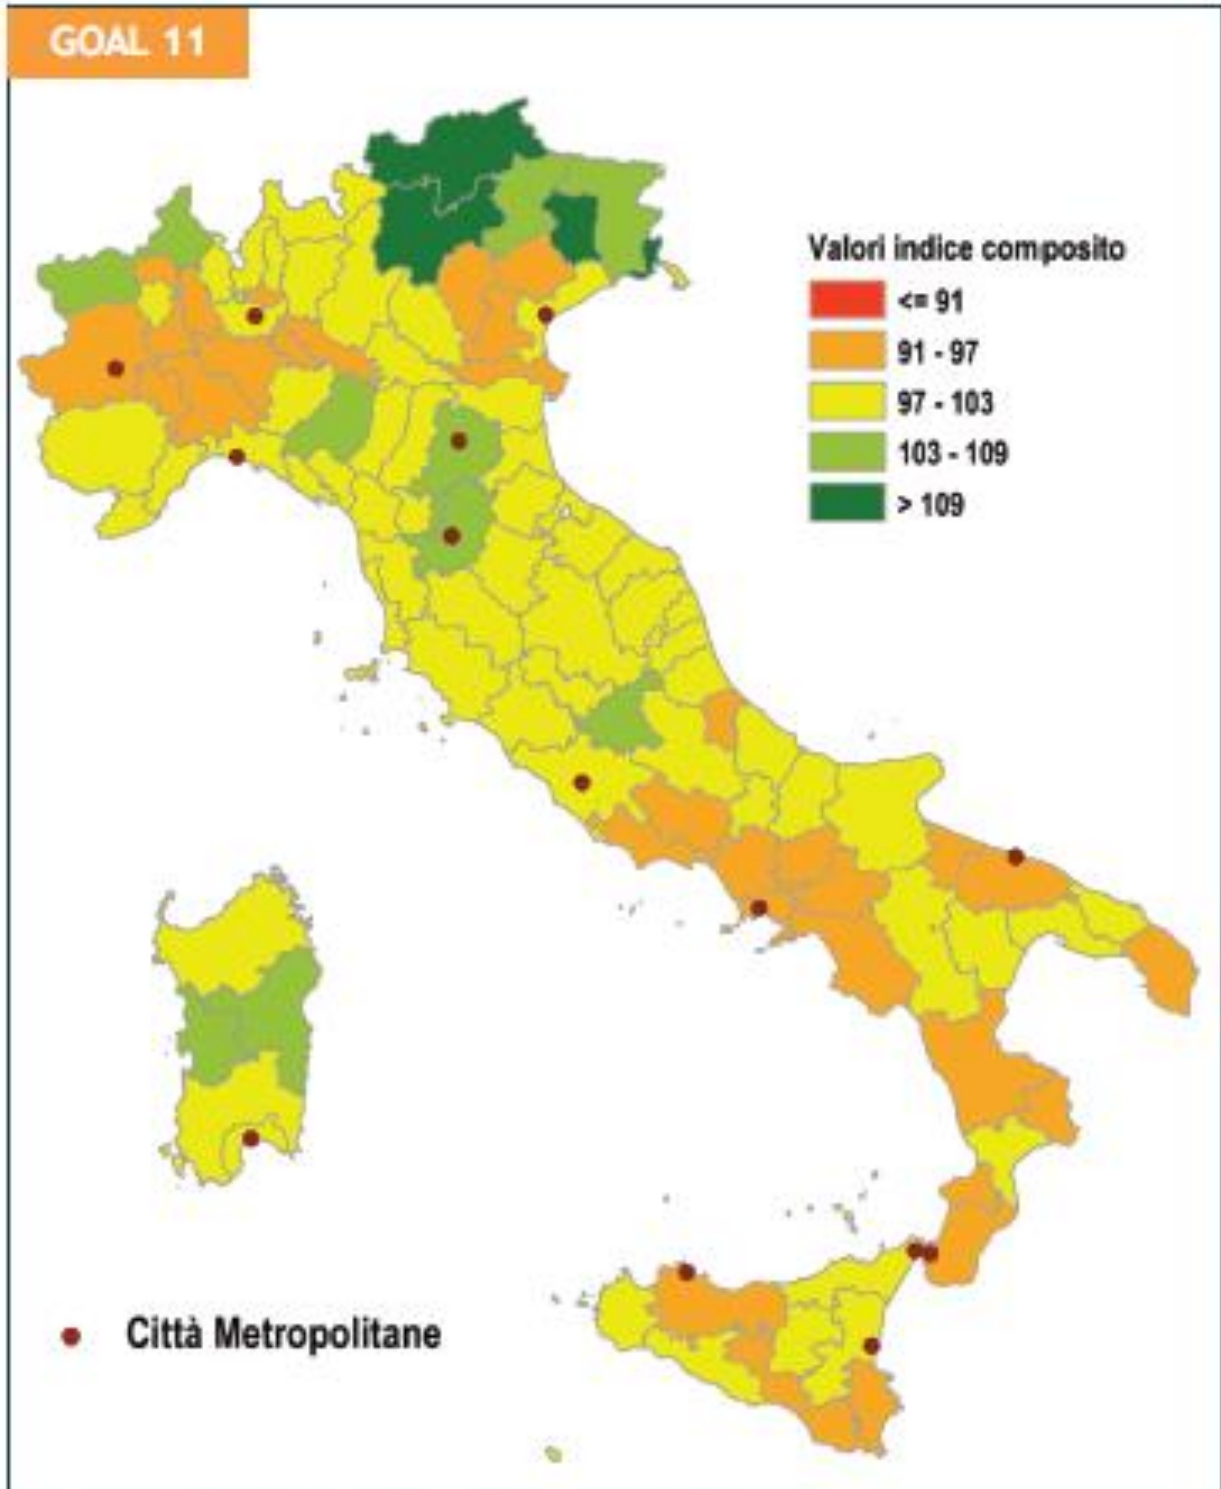 GOAL 11
Valori indice composito
<= 91
91 - 97
97 - 103
103 - 109
> 109
Città Metropolitane